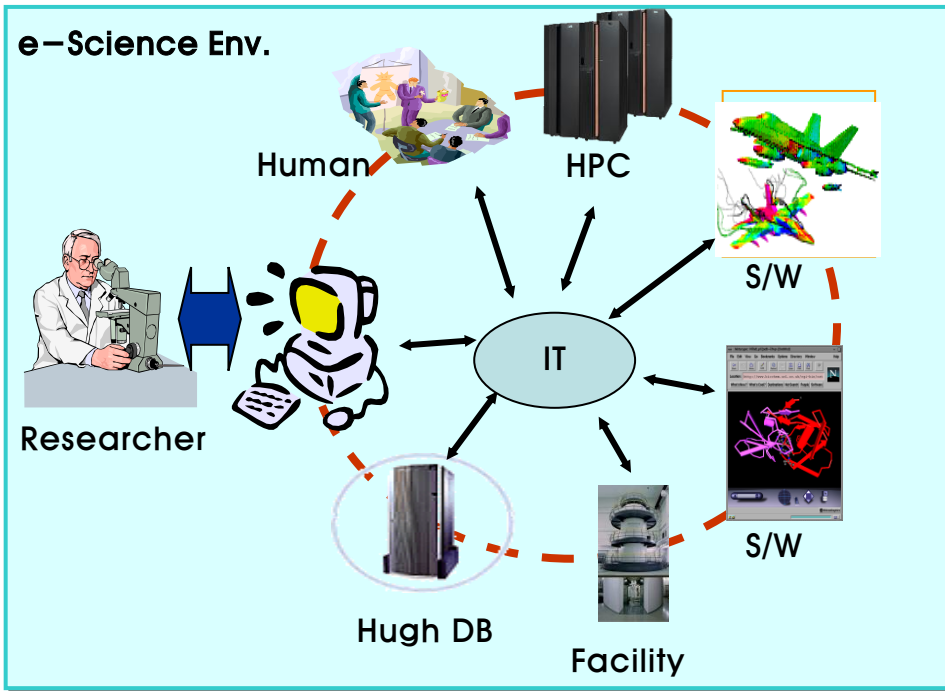 e-Science Env.
Human
HPC
S/W
Researcher
IT
S/W
Hugh DB
Facility